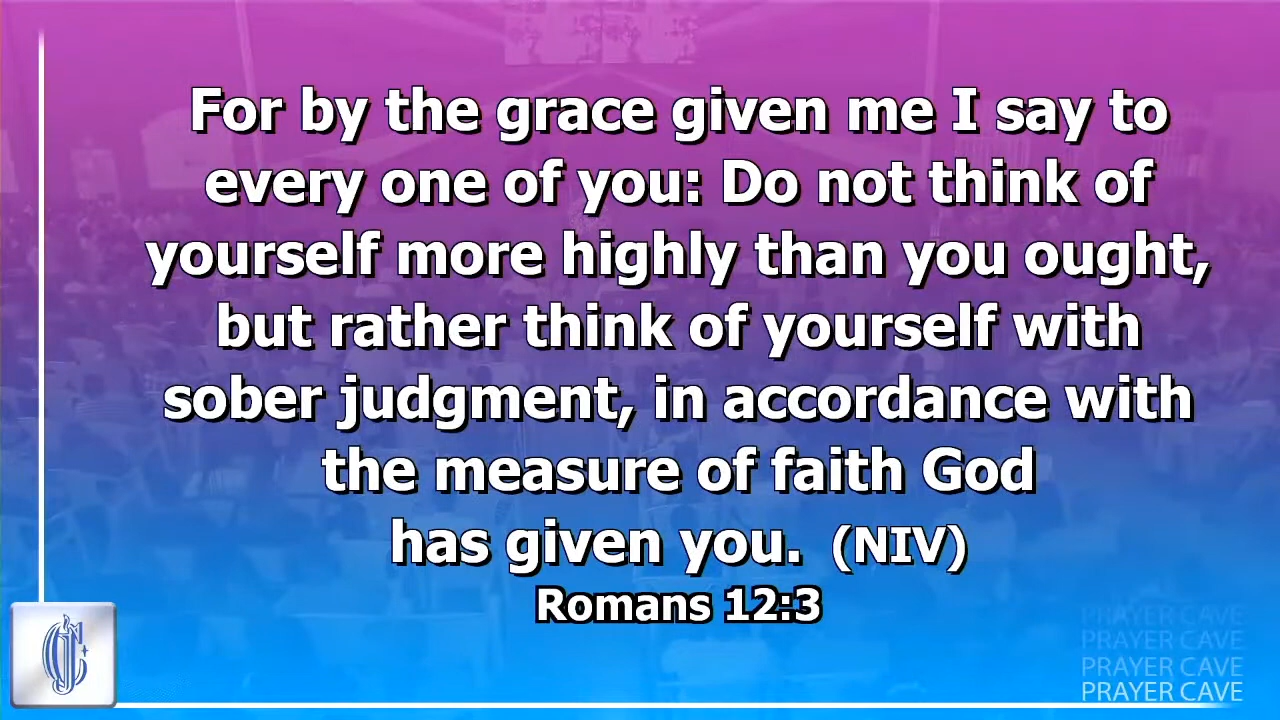 For by the grace given me I say to
every one of you: Do not think of
yourself more highly than you ought,
but rather think of yourself with
sober judgment, in accordance with
the measure of faith God
has given you. (NIV)
Romans 12:3
PRAYER CAVE
PRAYER CAVE
PRAYER CAVE
PRAYER CAVE